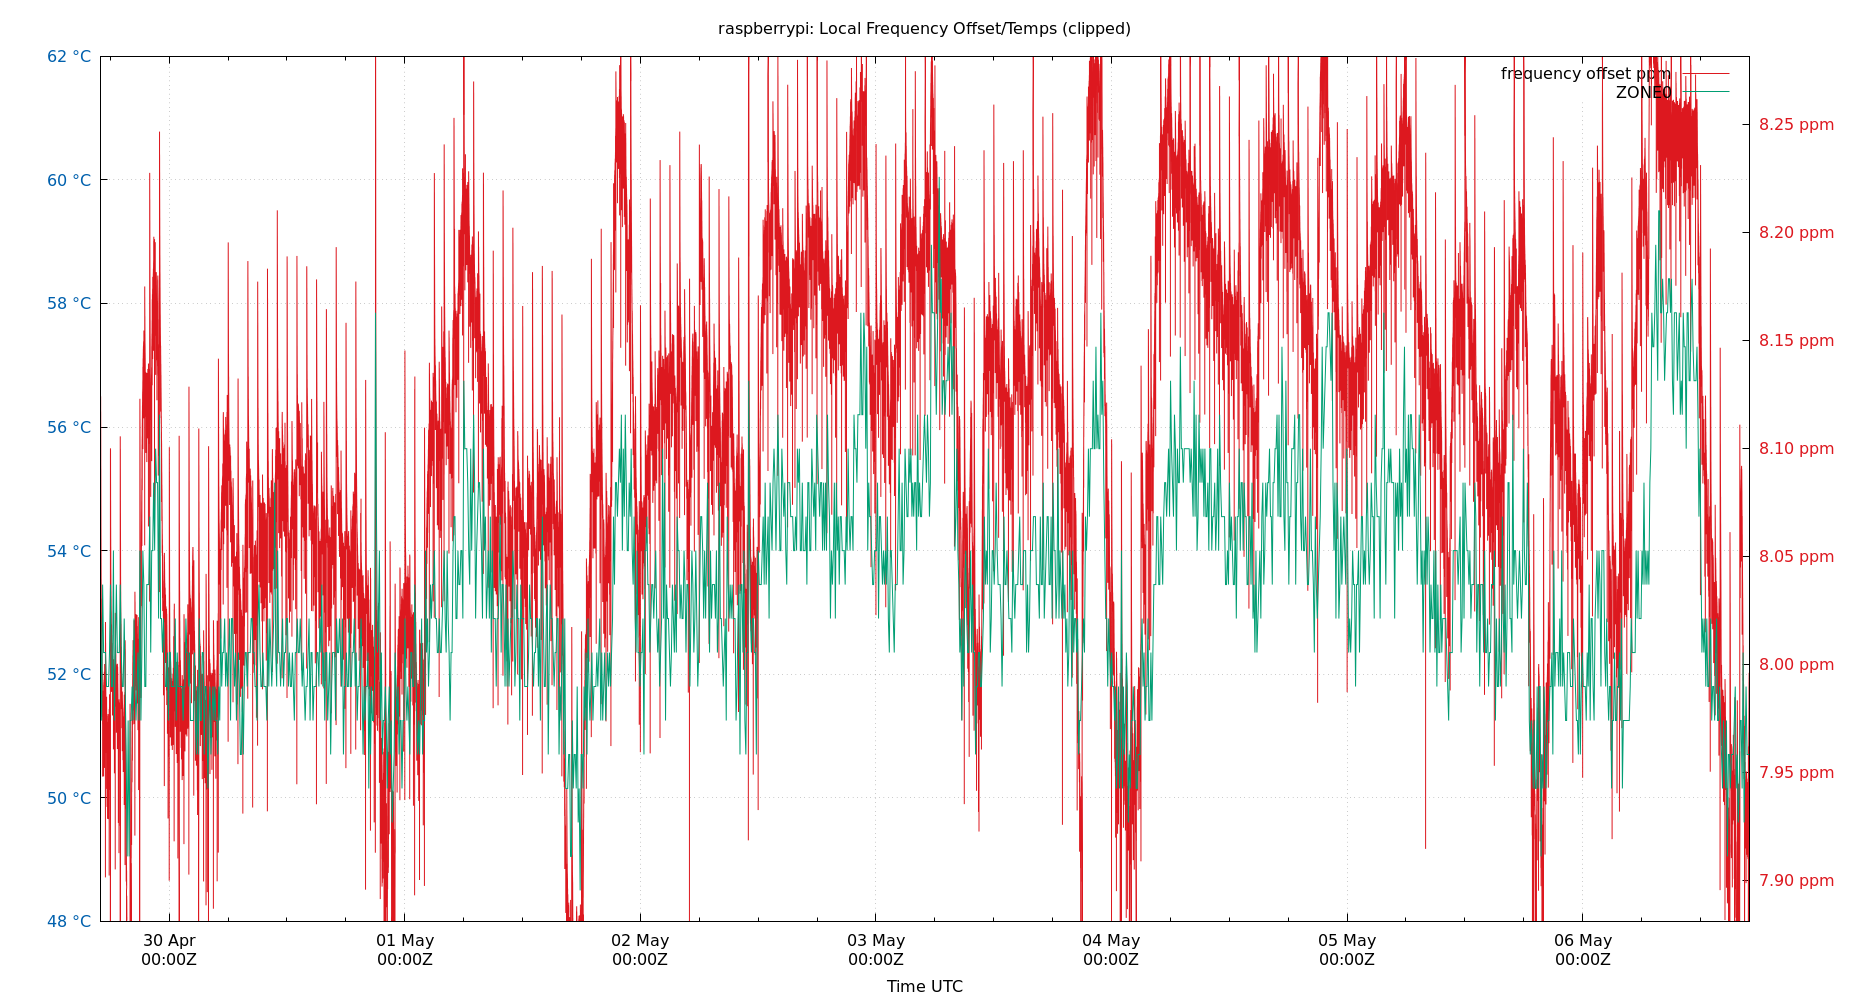 raspberrypi: Local Frequency Offset/Temps (clipped)
frequency offset ppm
ZONE0
62 °C
60 °C
58 °C
56 °C
54 °C
52 °C
50 °C
48 °C
8.25 ppm
8.20 ppm
8.15 ppm
8.10 ppm
8.05 ppm
8.00 ppm
7.95 ppm
7.90 ppm
30 Apr 01 May 02 May 03 May 04 May 05 May 06 May
00:00Z 00:00Z 00:00Z 00:00Z 00:00Z 00:00Z 00:00Z
Time UTC